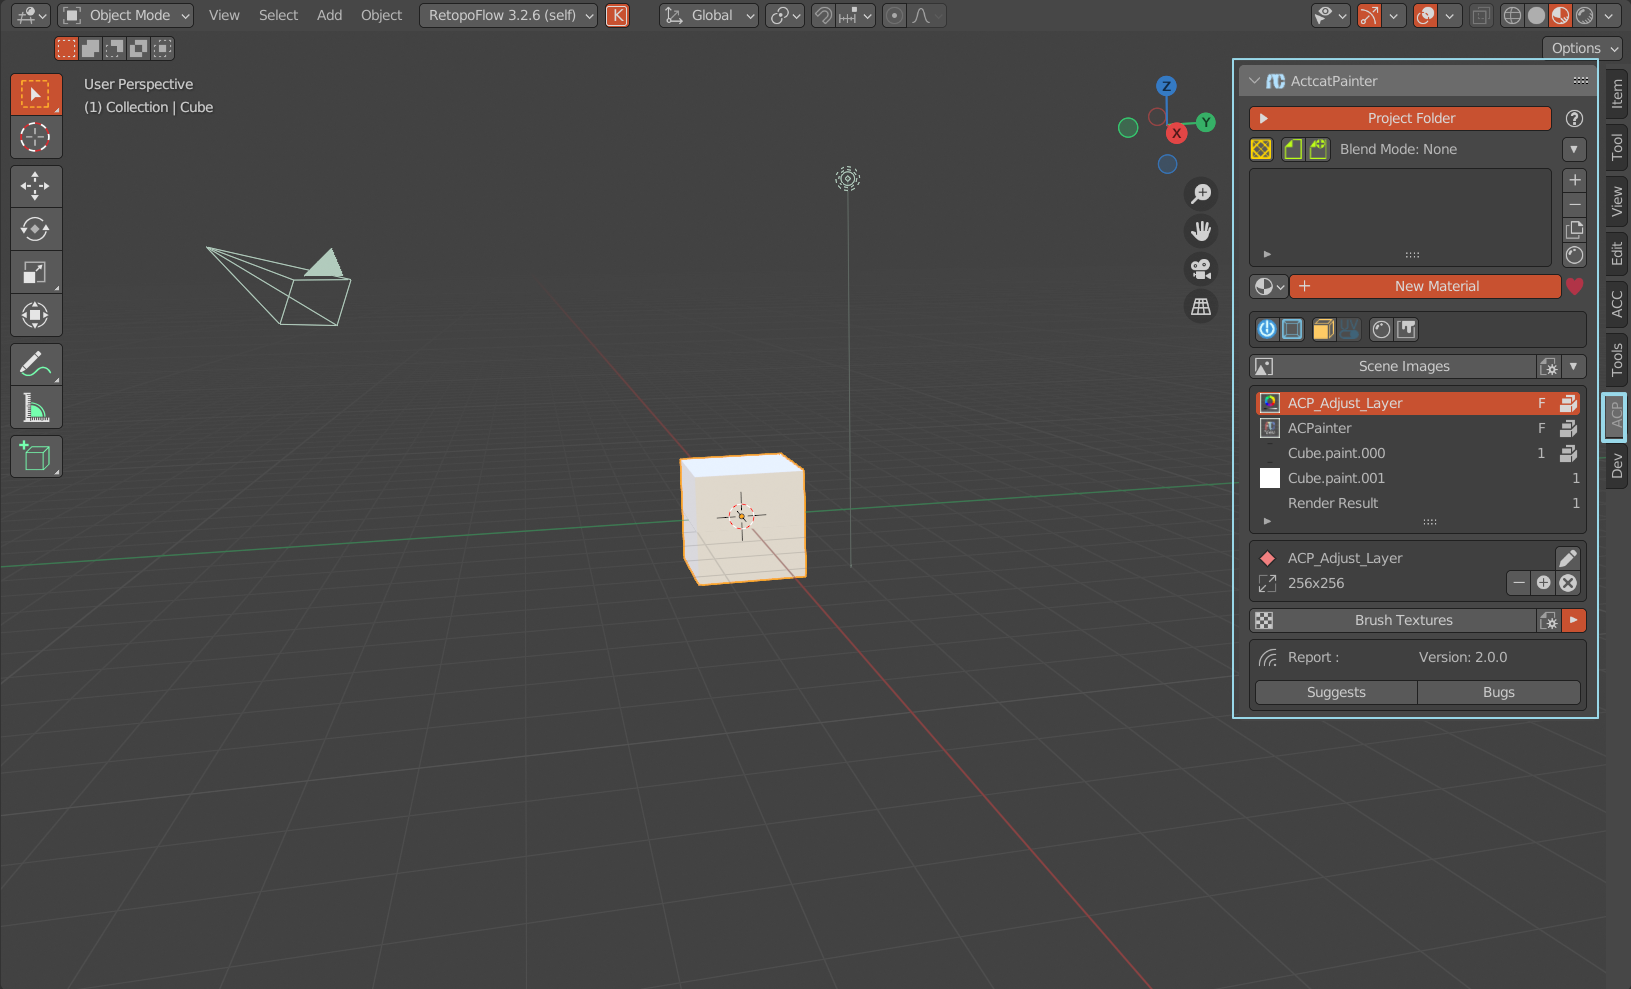 Object Mode View Select Add Object RetopoFlow 3.2.6 (self) K Global
Options
User Perspective
(1) Collection | Cube
Z
Y
X
ActcatPainter
Project Folder ?
Blend Mode: None
New Material
UV
Scene Images
ACP_Adjust_Layer F
ACPainter F
Cube.paint.000 1
Cube.paint.001 1
Render Result 1
ACP_Adjust_Layer
256x256
Brush Textures
Report : Version: 2.0.0
Suggests Bugs
Item
Tool
View
Edit
ACC
Tools
ACP
Dev